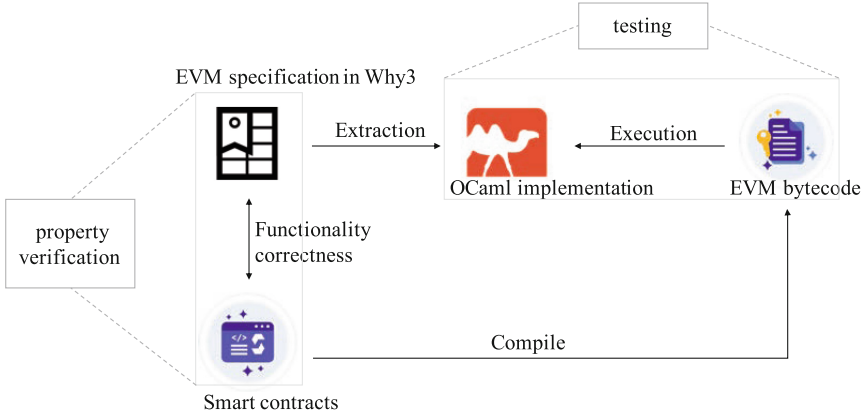 testing
EVM specification in Why3
Extraction
Execution
OCaml implementation
EVM bytecode
property
verification
Functionality
correctness
Compile
Smart contracts